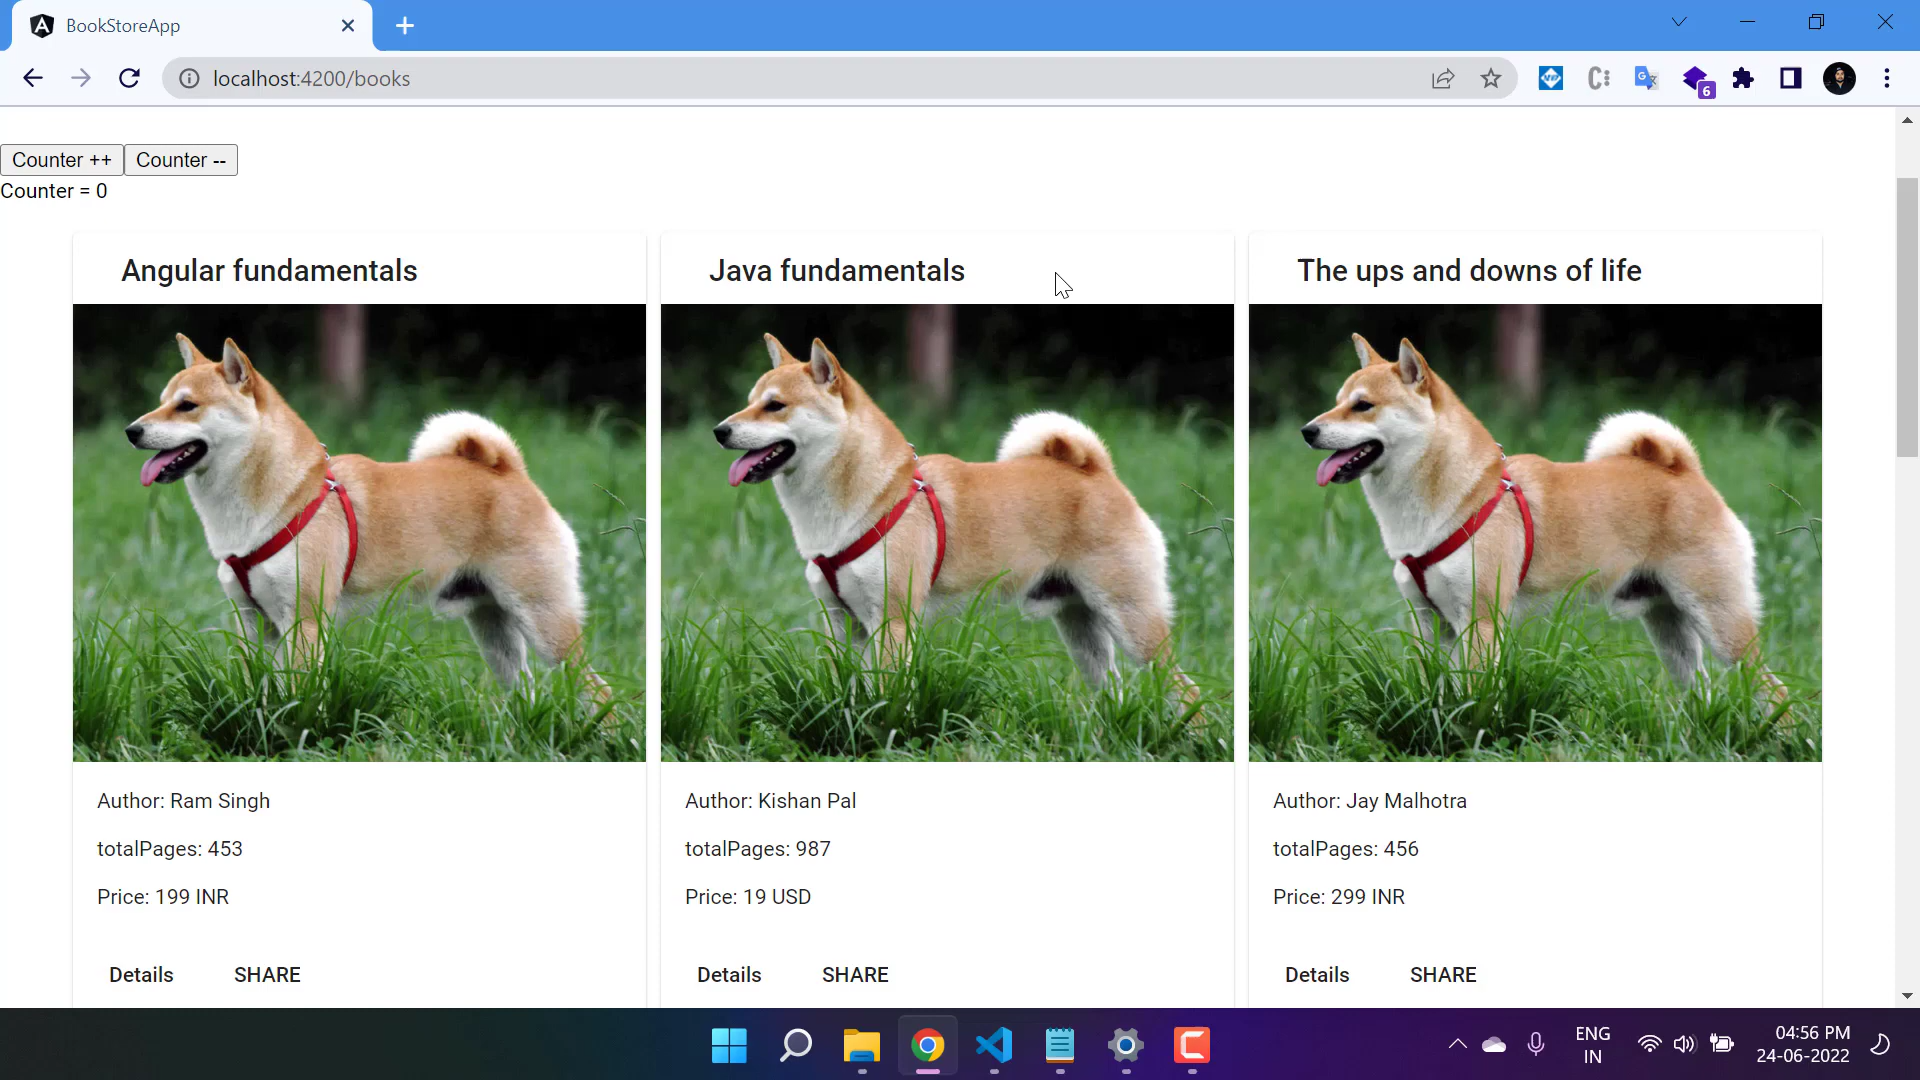 BookStoreApp
localhost:4200/books
6
Counter ++ Counter --
Counter = 0
Angular fundamentals
Java fundamentals
The ups and downs of life
Author: Ram Singh
totalPages: 453
Price: 199 INR
Details SHARE
Author: Kishan Pal
totalPages: 987
Price: 19 USD
Details SHARE
Author: Jay Malhotra
totalPages: 456
Price: 299 INR
Details SHARE
ENG
IN
04:56 PM
24-06-2022